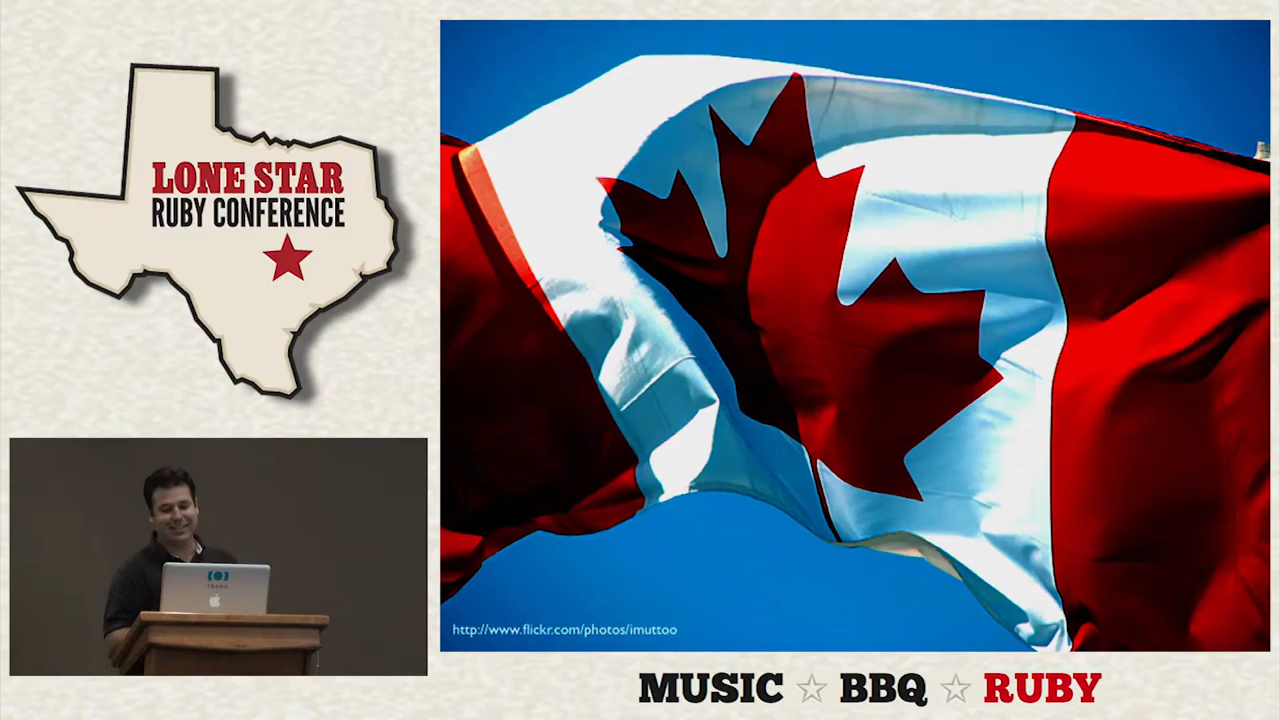 LONE STAR
RUBY CONFERENCE
http://www.flickr.com/photos/imuttoo
MUSIC ☆ BBQ ☆ RUBY